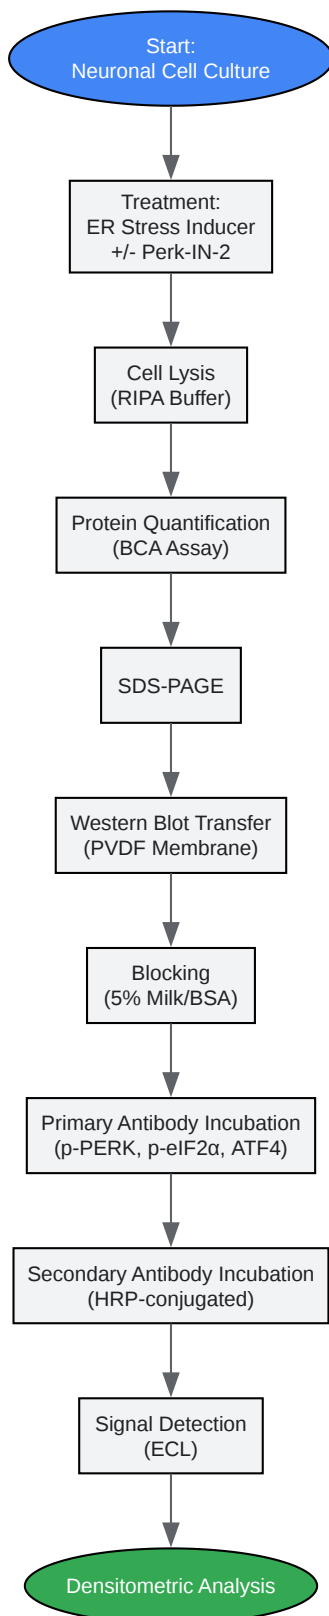 Start:
Neuronal Cell Culture
Treatment:
ER Stress Inducer
+/- Perk-IN-2
Cell Lysis
(RIPA Buffer)
Protein Quantification
(BCA Assay)
SDS-PAGE
Western Blot Transfer
(PVDF Membrane)
Blocking
(5% Milk/BSA)
Primary Antibody Incubation
(p-PERK, p-eIF2α, ATF4)
Secondary Antibody Incubation
(HRP-conjugated)
Signal Detection
(ECL)
Densitometric Analysis